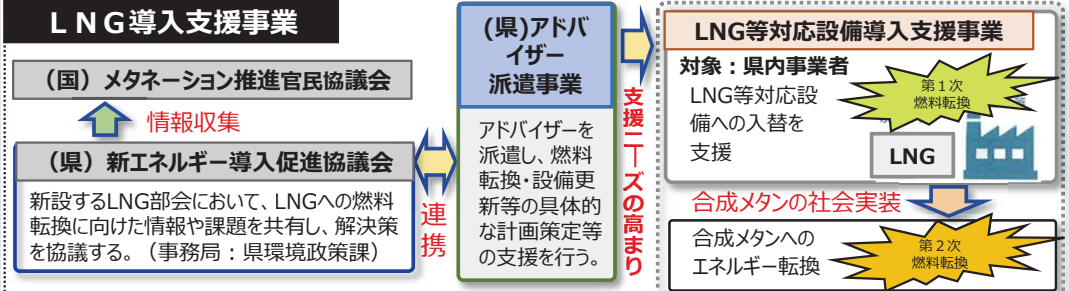 LNG導入支援事業
（国）メタネーション推進官民協議会
情報収集
（県）新エネルギー導入促進協議会
新設するLNG部会において、LNGへの燃料
転換に向けた情報や課題を共有し、解決策
を協議する。（事務局：県環境政策課）
連携
(県)アドバ
イザー
派遣事業
アドバイザーを
派遣し、燃料
転換・設備更
新等の具体的
な計画策定等
の支援を行う。
支援ニーズの高まり
LNG等対応設備導入支援事業
対象：県内事業者
LNG等対応設
備への入替を
支援
第１次
燃料転換
LNG
合成メタンの社会実装
合成メタンへの
エネルギー転換
第２次
燃料転換